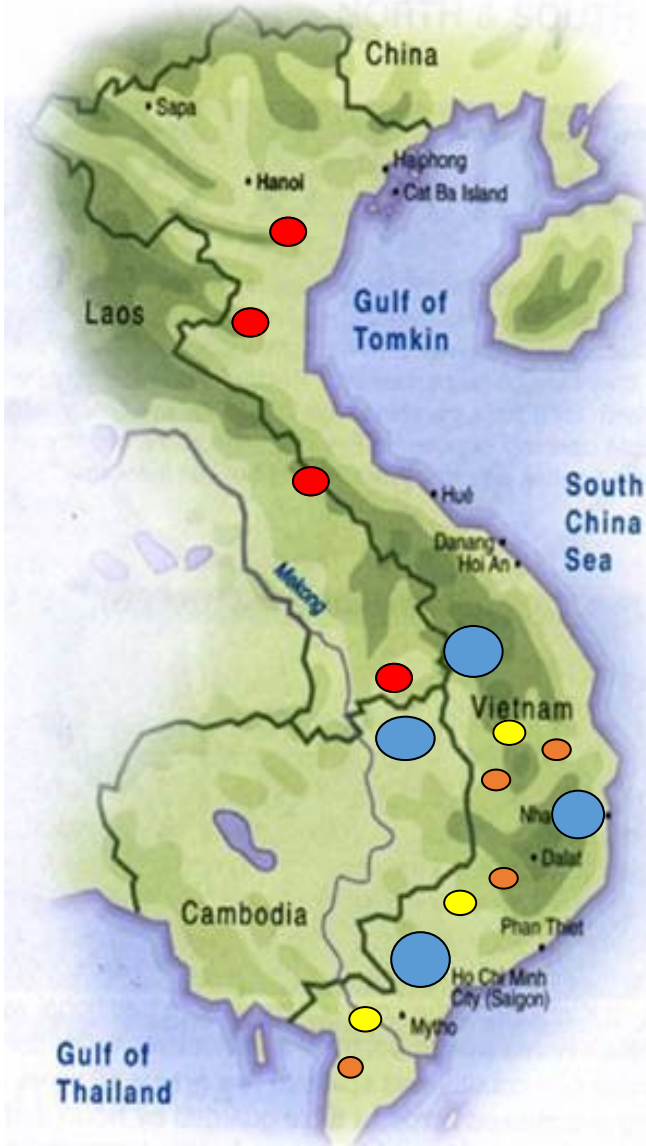 China
Sapa
Haiphong
Hanoi
Cat Ba Island
Laos
Gulf of
Tomkin
South
China
Sea
Hué
Danang
Hoi An
Mekong
Vietnam
Nha
Dalat
Cambodia
Phan Thiet
Ho Chi Minh
City (Saigon)
Mytho
Gulf of
Thailand